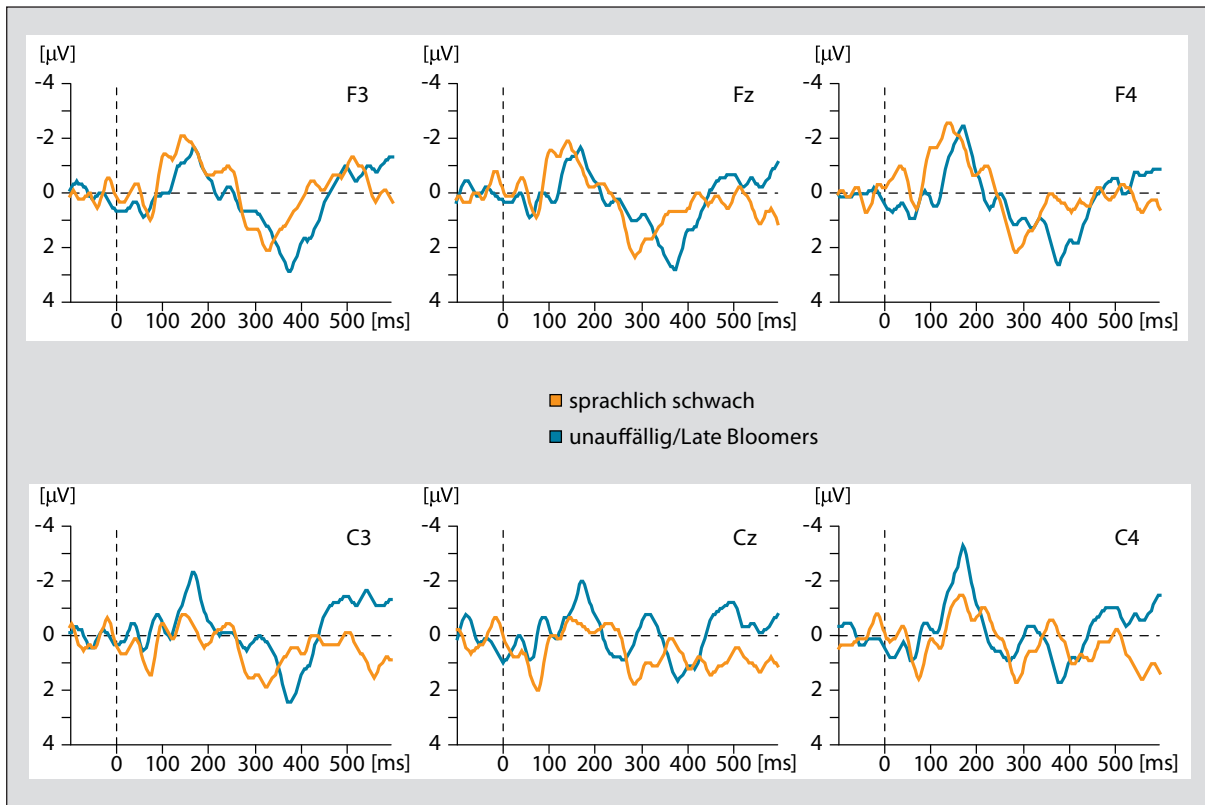 [µV] [µV] [µV]
-4 F3 -4 Fz -4 F4
-2 -2 -2
0 0 0
2 2 2
4 4 4
0 100 200 300 400 500 [ms] 0 100 200 300 400 500 [ms] 0 100 200 300 400 500 [ms]
sprachlich schwach
unauffällig/Late Bloomers
[µV] [µV] [µV]
-4 C3 -4 Cz -4 C4
-2 -2 -2
0 0 0
2 2 2
4 4 4
0 100 200 300 400 500 [ms] 0 100 200 300 400 500 [ms] 0 100 200 300 400 500 [ms]